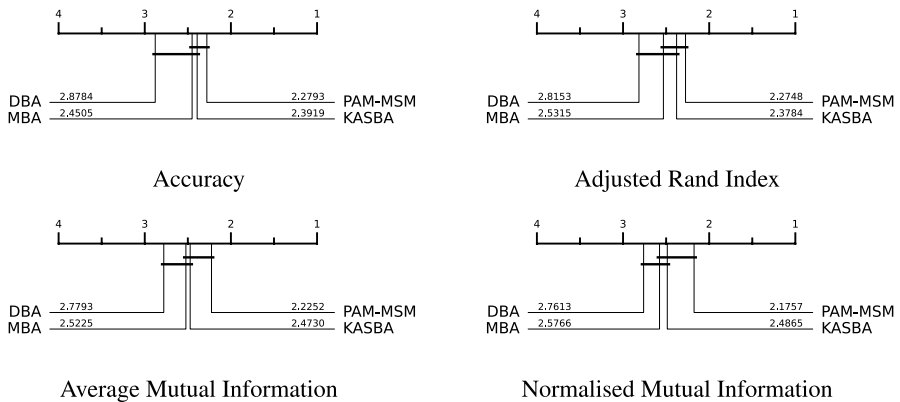 4 3 2 1
DBA 2.8784 2.2793 PAM-MSM
MBA 2.4505 2.3919 KASBA
Accuracy
4 3 2 1
DBA 2.8153 2.2748 PAM-MSM
MBA 2.5315 2.3784 KASBA
Adjusted Rand Index
4 3 2 1
DBA 2.7793 2.2252 PAM-MSM
MBA 2.5225 2.4730 KASBA
Average Mutual Information
4 3 2 1
DBA 2.7613 2.1757 PAM-MSM
MBA 2.5766 2.4865 KASBA
Normalised Mutual Information